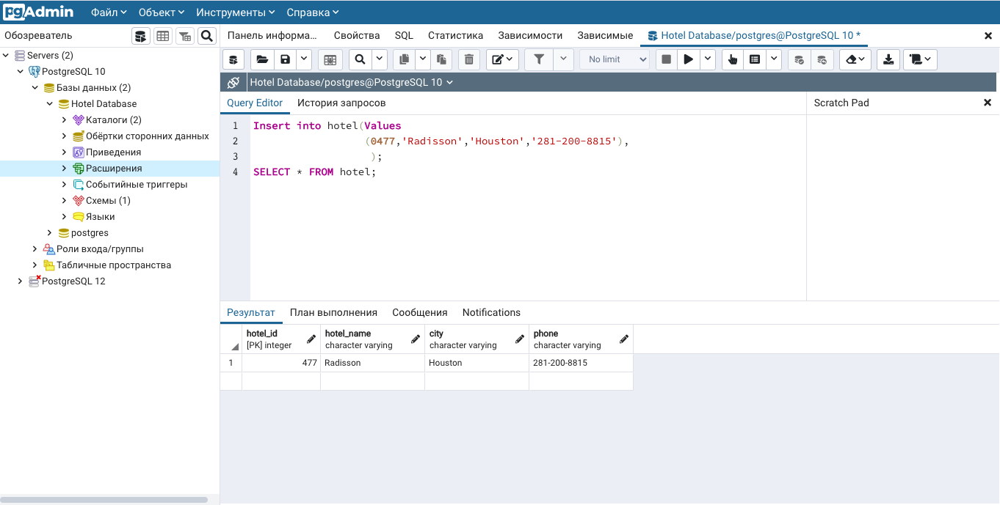 pgAdmin Файл Объект Инструменты Справка
Обозреватель
Servers (2)
PostgreSQL 10
Базы данных (2)
Hotel Database
Каталоги (2)
Обёртки сторонних данных
Приведения
Расширения
Событийные триггеры
Схемы (1)
Языки
postgres
Роли входа/группы
Табличные пространства
PostgreSQL 12
Панель информа... Свойства SQL Статистика Зависимости Зависимые Hotel Database/postgres@PostgreSQL 10 *
No limit
Hotel Database/postgres@PostgreSQL 10
Query Editor История запросов Scratch Pad
1 Insert into hotel(Values
2 (0477,'Radisson','Houston','281-200-8815'),
3 );
4 SELECT * FROM hotel;
Результат План выполнения Сообщения Notifications
hotel_id hotel_name city phone
[PK] integer character varying character varying character varying
1 477 Radisson Houston 281-200-8815